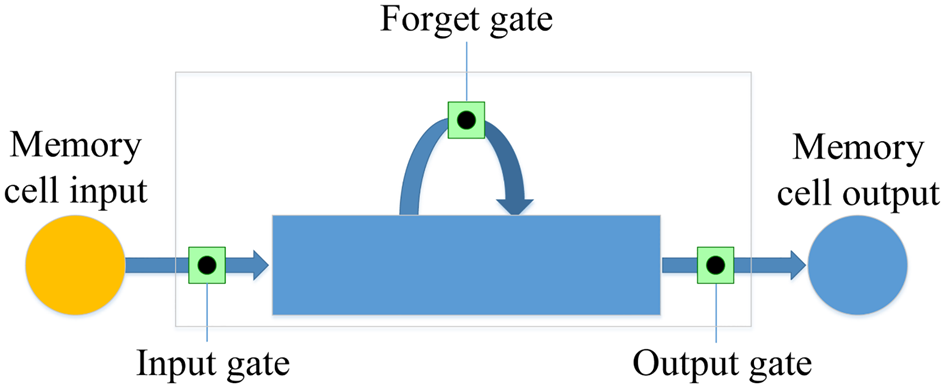 Forget gate
Memory
cell input
Memory
cell output
Input gate
Output gate